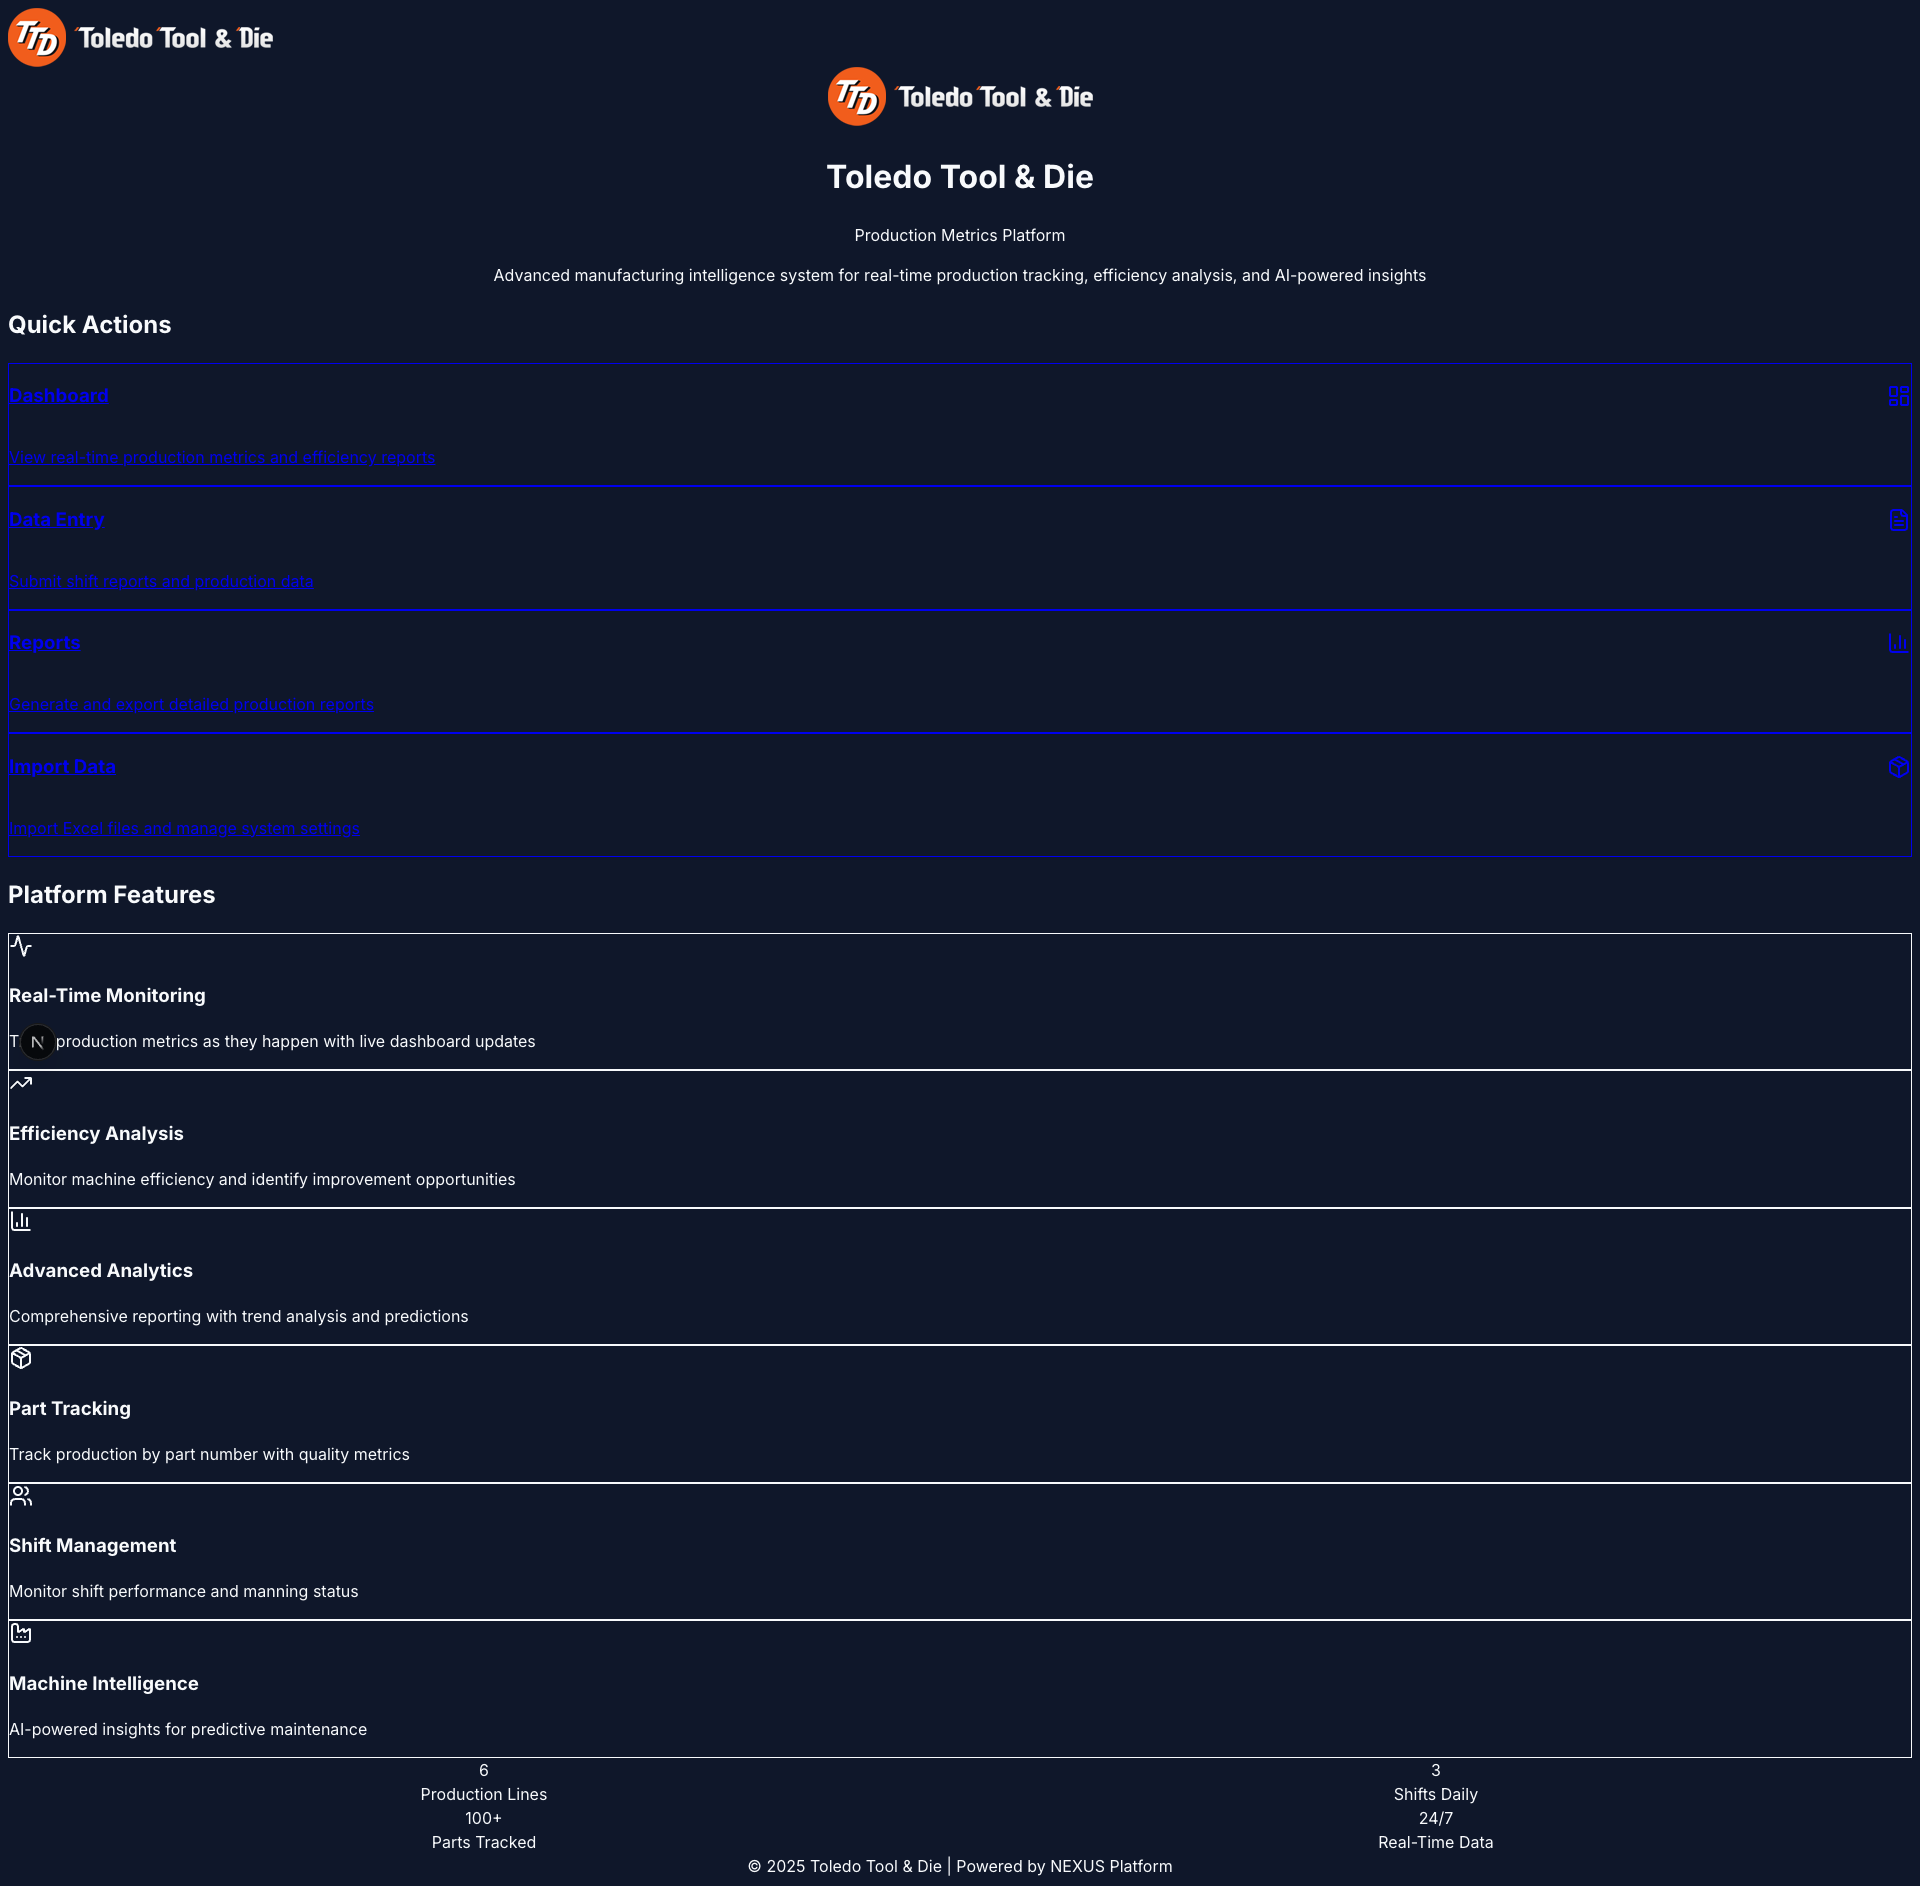 TTD Toledo Tool & Die
TTD Toledo Tool & Die
Toledo Tool & Die
Production Metrics Platform
Advanced manufacturing intelligence system for real-time production tracking, efficiency analysis, and AI-powered insights
Quick Actions
Dashboard
View real-time production metrics and efficiency reports
Data Entry
Submit shift reports and production data
Reports
Generate and export detailed production reports
Import Data
Import Excel files and manage system settings
Platform Features
Real-Time Monitoring
N production metrics as they happen with live dashboard updates
Efficiency Analysis
Monitor machine efficiency and identify improvement opportunities
Advanced Analytics
Comprehensive reporting with trend analysis and predictions
Part Tracking
Track production by part number with quality metrics
Shift Management
Monitor shift performance and manning status
Machine Intelligence
AI-powered insights for predictive maintenance
6
Production Lines
3
Shifts Daily
100+
Parts Tracked
24/7
Real-Time Data
© 2025 Toledo Tool & Die | Powered by NEXUS Platform